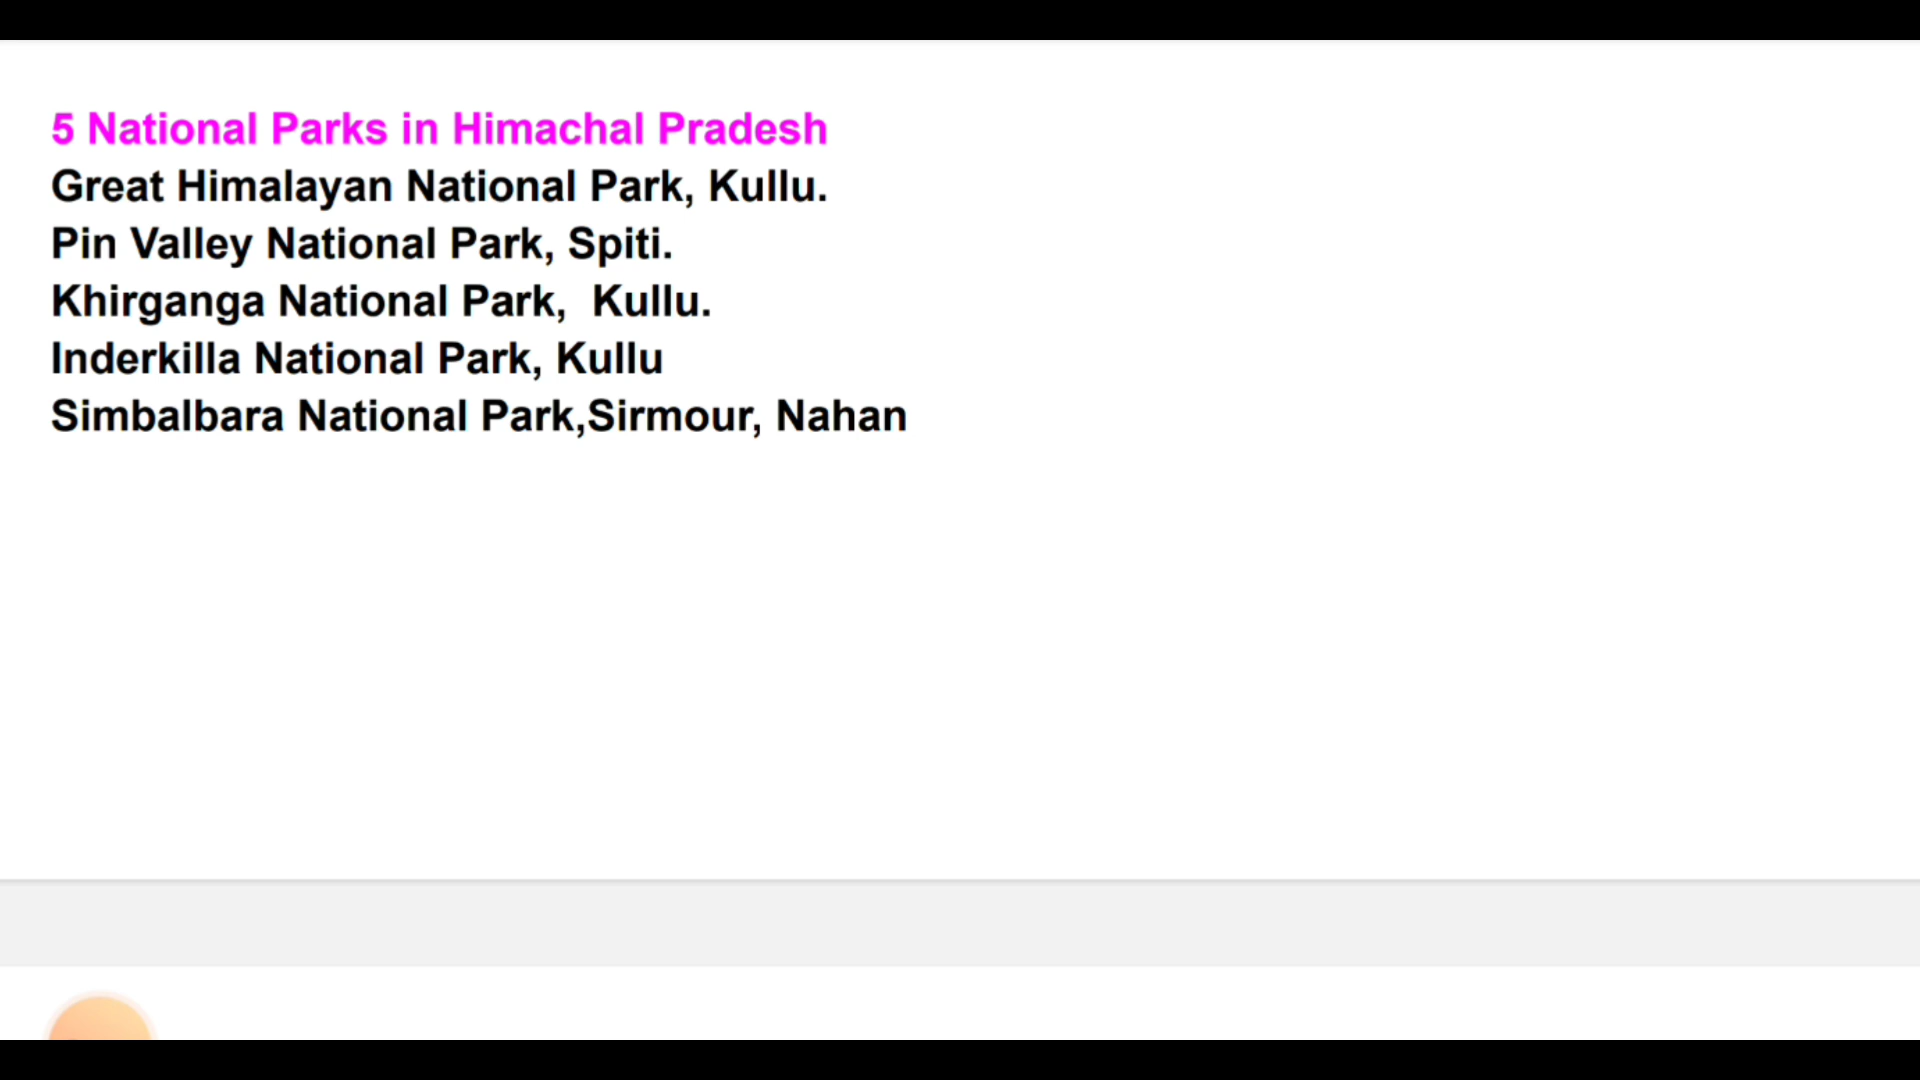 5 National Parks in Himachal Pradesh
Great Himalayan National Park, Kullu.
Pin Valley National Park, Spiti.
Khirganga National Park,  Kullu.
Inderkilla National Park, Kullu
Simbalbara National Park,Sirmour, Nahan